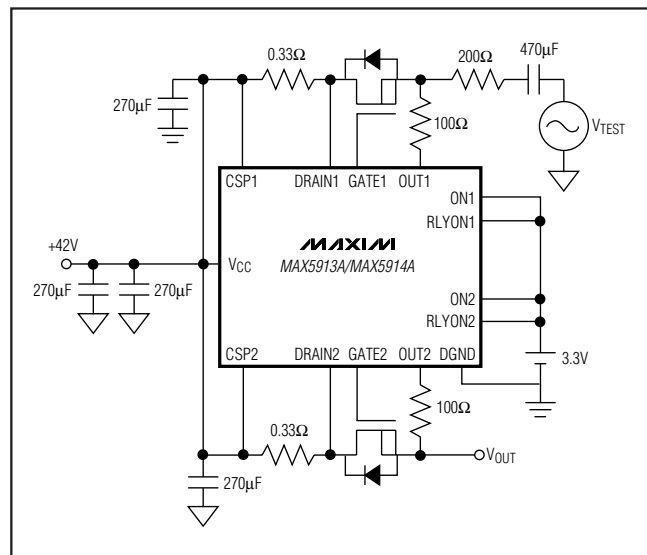 0.33Ω
200Ω
470μF
270μF
100Ω
VTEST
CSP1 DRAIN1 GATE1 OUT1
ON1
RLYON1
+42V
VCC
MAXIM
MAX5913A/MAX5914A
270μF
270μF
ON2
RLYON2
CSP2 DRAIN2 GATE2 OUT2 DGND
3.3V
100Ω
0.33Ω
VOUT
270μF